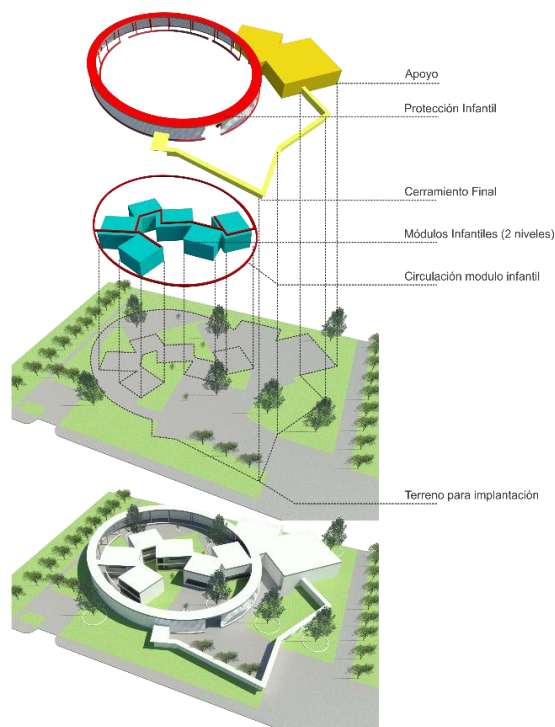 Apoyo
Protección Infantil
Cerramiento Final
Módulos Infantiles (2 niveles)
Circulación modulo infantil
Terreno para implantación